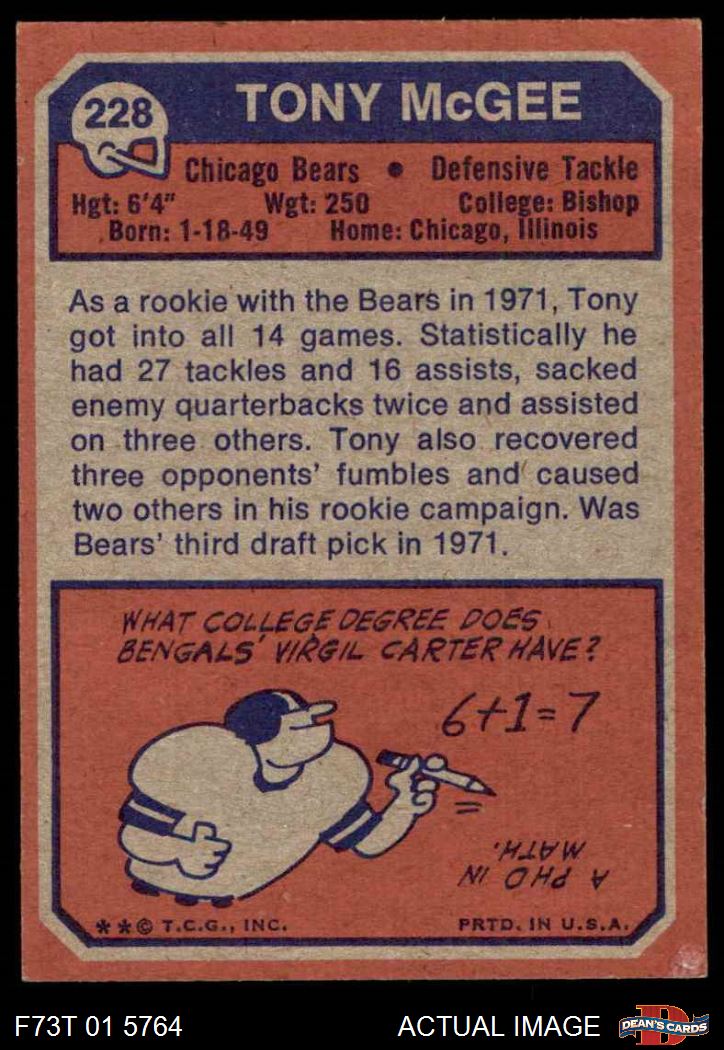 228
TONY McGEE
Chicago Bears • Defensive Tackle
Hgt: 6'4" Wgt: 250 College: Bishop
Born: 1-18-49 Home: Chicago, Illinois
As a rookie with the Bears in 1971, Tony
got into all 14 games. Statistically he
had 27 tackles and 16 assists, sacked
enemy quarterbacks twice and assisted
on three others. Tony also recovered
three opponents' fumbles and caused
two others in his rookie campaign. Was
Bears' third draft pick in 1971.
WHAT COLLEGE DEGREE DOES
BENGALS' VIRGIL CARTER HAVE?
6+1=7
A PHD IN
MATH.
**© T.C.G., INC. PRTD. IN U.S.A.
F73T 01 5764 ACTUAL IMAGE
D
DEAN'S CARDS